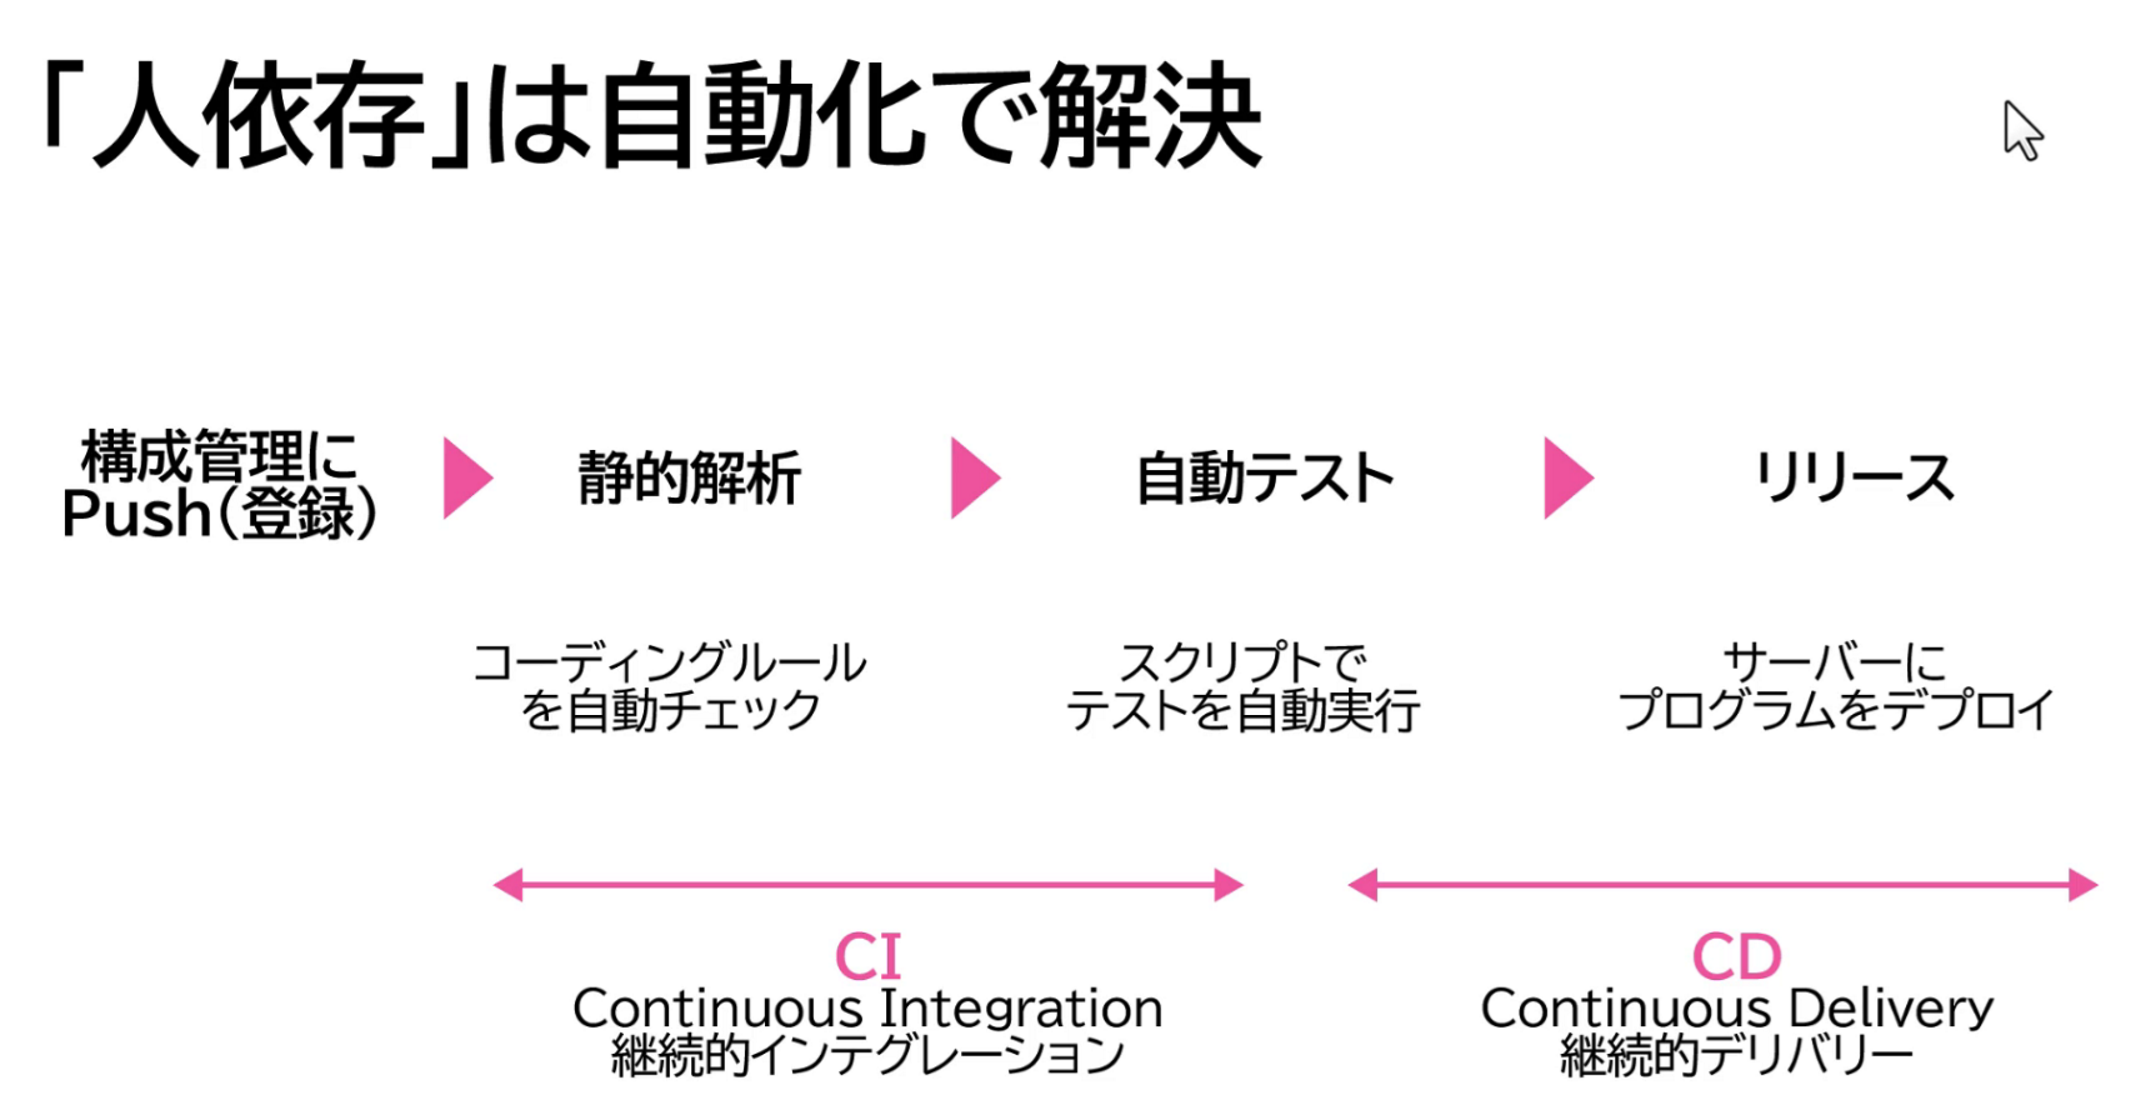 「人依存」は自動化で解決
構成管理に
Push(登録)
静的解析
自動テスト
リリース
コーディングルール
を自動チェック
スクリプトで
テストを自動実行
サーバーに
プログラムをデプロイ
CI
Continuous Integration
継続的インテグレーション
CD
Continuous Delivery
継続的デリバリー